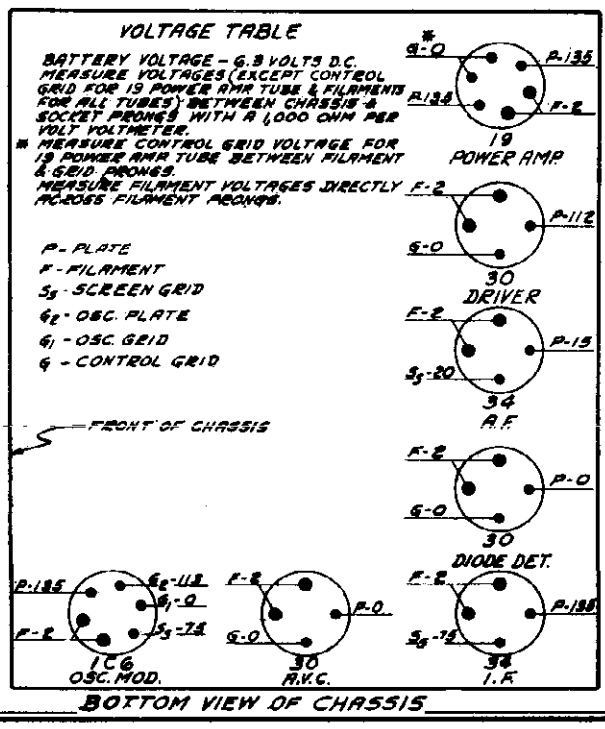 VOLTAGE TABLE
BATTERY VOLTAGE - 6.3 VOLTS D.C.
MEASURE VOLTAGES (EXCEPT CONTROL
GRID FOR 19 POWER AMP. TUBE & FILAMENTS
FOR ALL TUBES) BETWEEN CHASSIS &
SOCKET PRONGS WITH A 1,000 OHM PER
VOLT VOLTMETER.
* MEASURE CONTROL GRID VOLTAGE FOR
19 POWER AMP TUBE BETWEEN FILAMENT
& GRID PRONGS.
MEASURE FILAMENT VOLTAGES DIRECTLY
ACROSS FILAMENT PRONGS.
P - PLATE
F - FILAMENT
SG - SCREEN GRID
G2 - OSC. PLATE
G1 - OSC. GRID
G - CONTROL GRID
FRONT OF CHASSIS
*
G-0
P-135
P-135
F-2
19
POWER AMP.
F-2
P-112
G-0
30
DRIVER
F-2
P-15
SG-20
34
A.F.
F-2
P-0
G-0
30
DIODE DET.
P-135
G2-113
G1-0
F-2
SG-75
1C6
OSC. MOD.
F-2
P-0
G-0
30
A.V.C.
F-2
P-135
SG-75
34
I.F.
BOTTOM VIEW OF CHASSIS